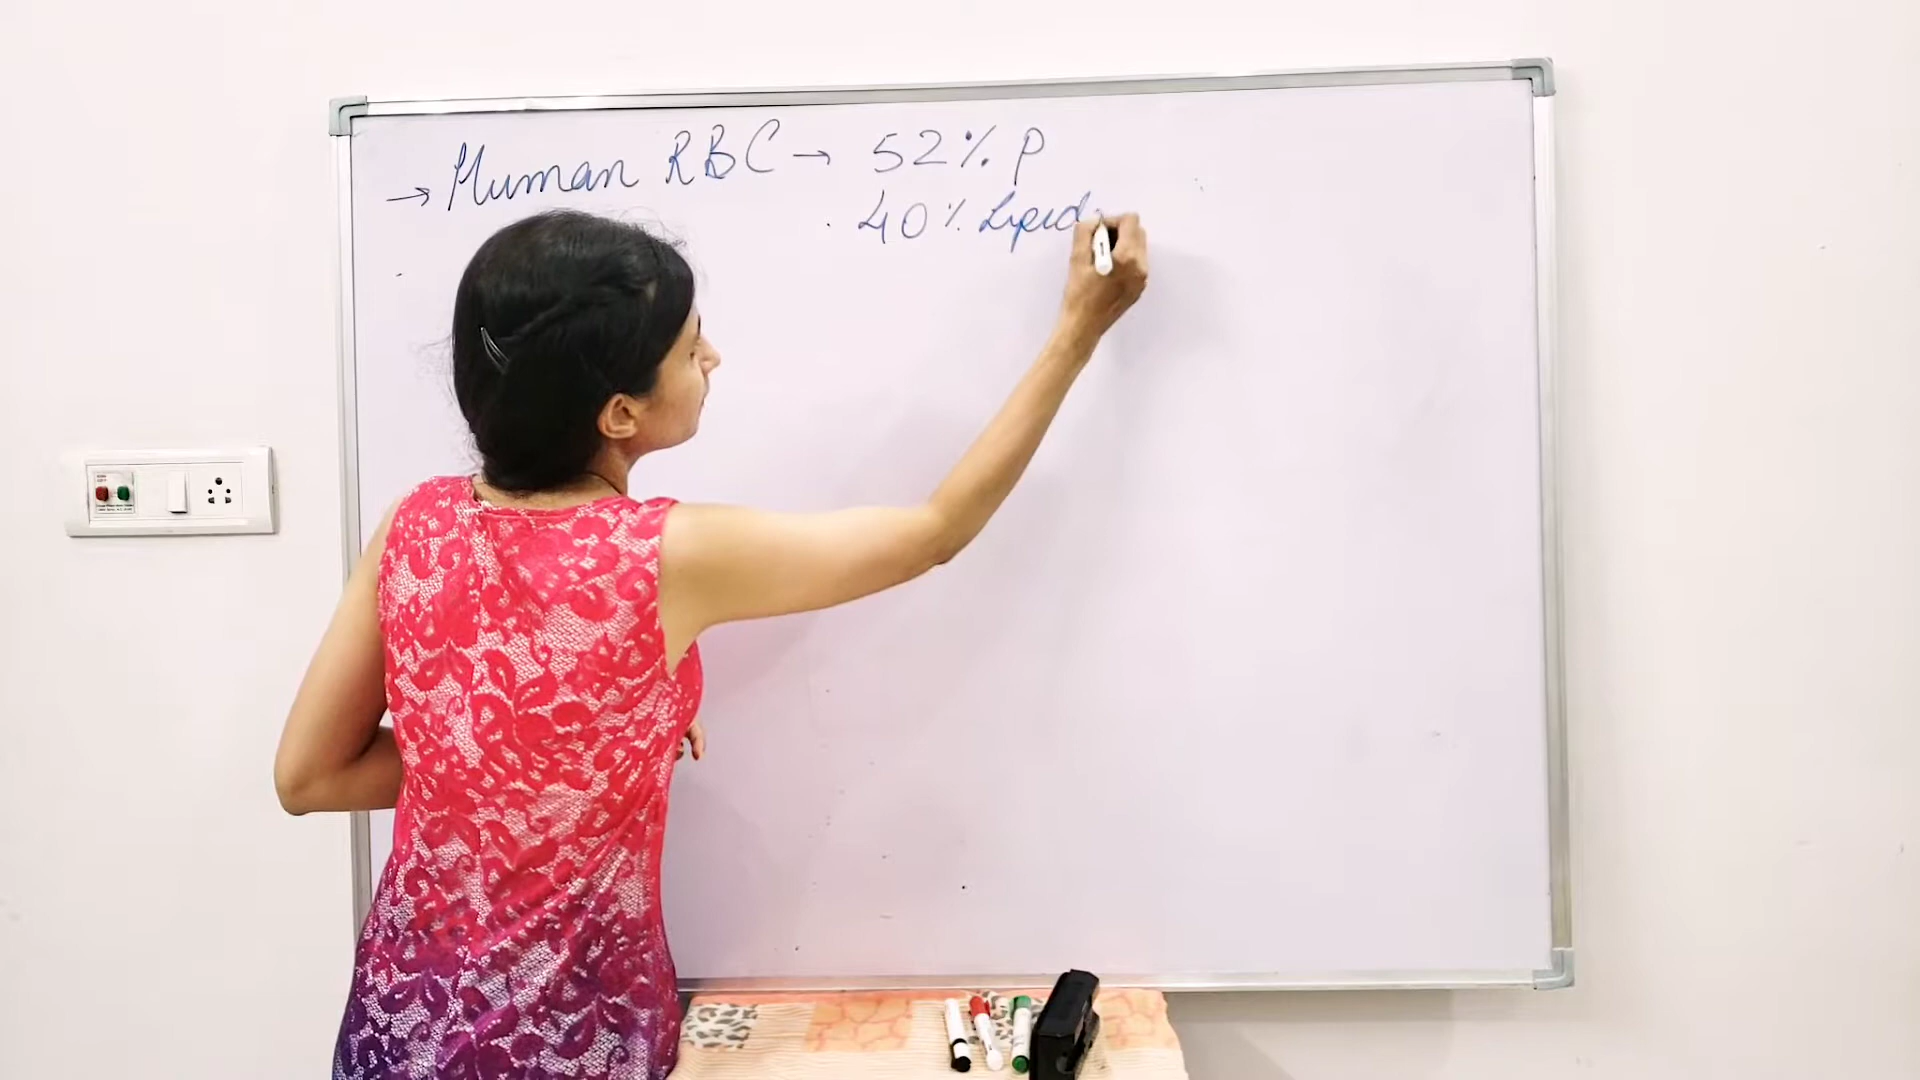 → Human RBC → 52% P
40% Lipid